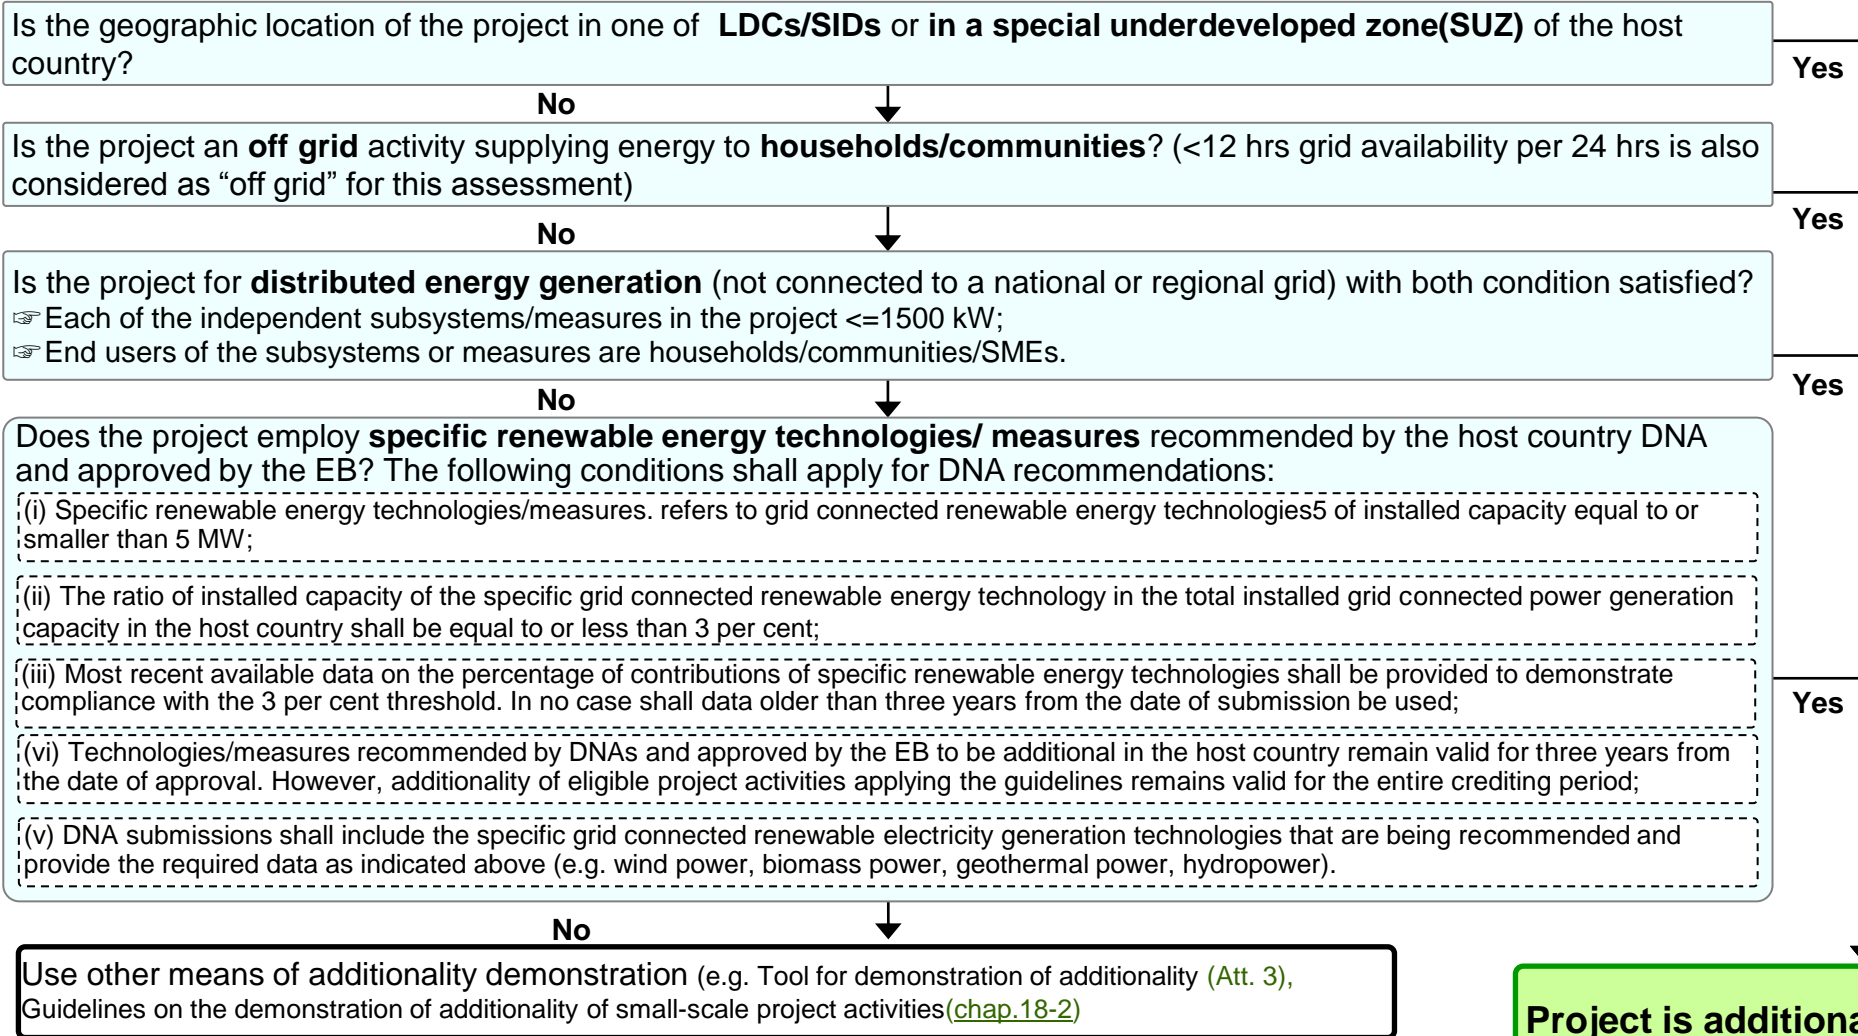 Is the geographic location of the project in one of LDCs/SIDs or in a special underdeveloped zone(SUZ) of the host
country?
Yes
No
Is the project an off grid activity supplying energy to households/communities? (<12 hrs grid availability per 24 hrs is also
considered as “off grid” for this assessment)
Yes
No
Is the project for distributed energy generation (not connected to a national or regional grid) with both condition satisfied?
☞Each of the independent subsystems/measures in the project <=1500 kW;
☞End users of the subsystems or measures are households/communities/SMEs.
Yes
No
Does the project employ specific renewable energy technologies/ measures recommended by the host country DNA
and approved by the EB? The following conditions shall apply for DNA recommendations:
(i) Specific renewable energy technologies/measures. refers to grid connected renewable energy technologies5 of installed capacity equal to or
smaller than 5 MW;
(ii) The ratio of installed capacity of the specific grid connected renewable energy technology in the total installed grid connected power generation
capacity in the host country shall be equal to or less than 3 per cent;
(iii) Most recent available data on the percentage of contributions of specific renewable energy technologies shall be provided to demonstrate
compliance with the 3 per cent threshold. In no case shall data older than three years from the date of submission be used;
Yes
(vi) Technologies/measures recommended by DNAs and approved by the EB to be additional in the host country remain valid for three years from
the date of approval. However, additionality of eligible project activities applying the guidelines remains valid for the entire crediting period;
(v) DNA submissions shall include the specific grid connected renewable electricity generation technologies that are being recommended and
provide the required data as indicated above (e.g. wind power, biomass power, geothermal power, hydropower).
No
Use other means of additionality demonstration (e.g. Tool for demonstration of additionality (Att. 3),
Guidelines on the demonstration of additionality of small-scale project activities(chap.18-2)
Project is additiona